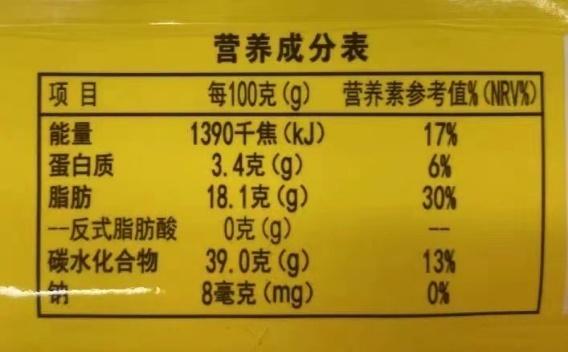 营养成分表
项目 每100克(g) 营养素参考值%(NRV%)
能量 1390千焦(kJ) 17%
蛋白质 3.4克(g) 6%
脂肪 18.1克(g) 30%
--反式脂肪酸 0克(g) --
碳水化合物 39.0克(g) 13%
钠 8毫克(mg) 0%